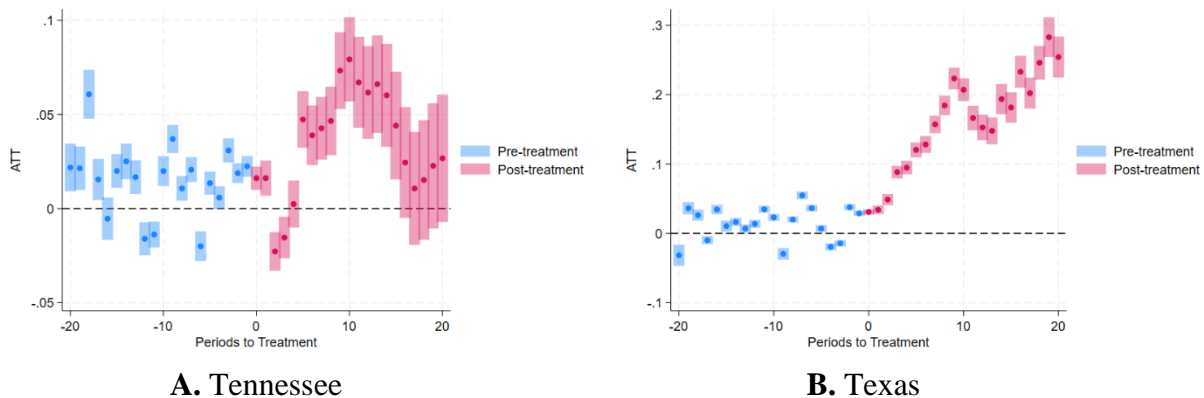 .1
.05
0
-.05
ATT
-20
-10
0
10
20
Periods to Treatment
Pre-treatment
Post-treatment
A. Tennessee
.3
.2
.1
0
-.1
ATT
-20
-10
0
10
20
Periods to Treatment
Pre-treatment
Post-treatment
B. Texas